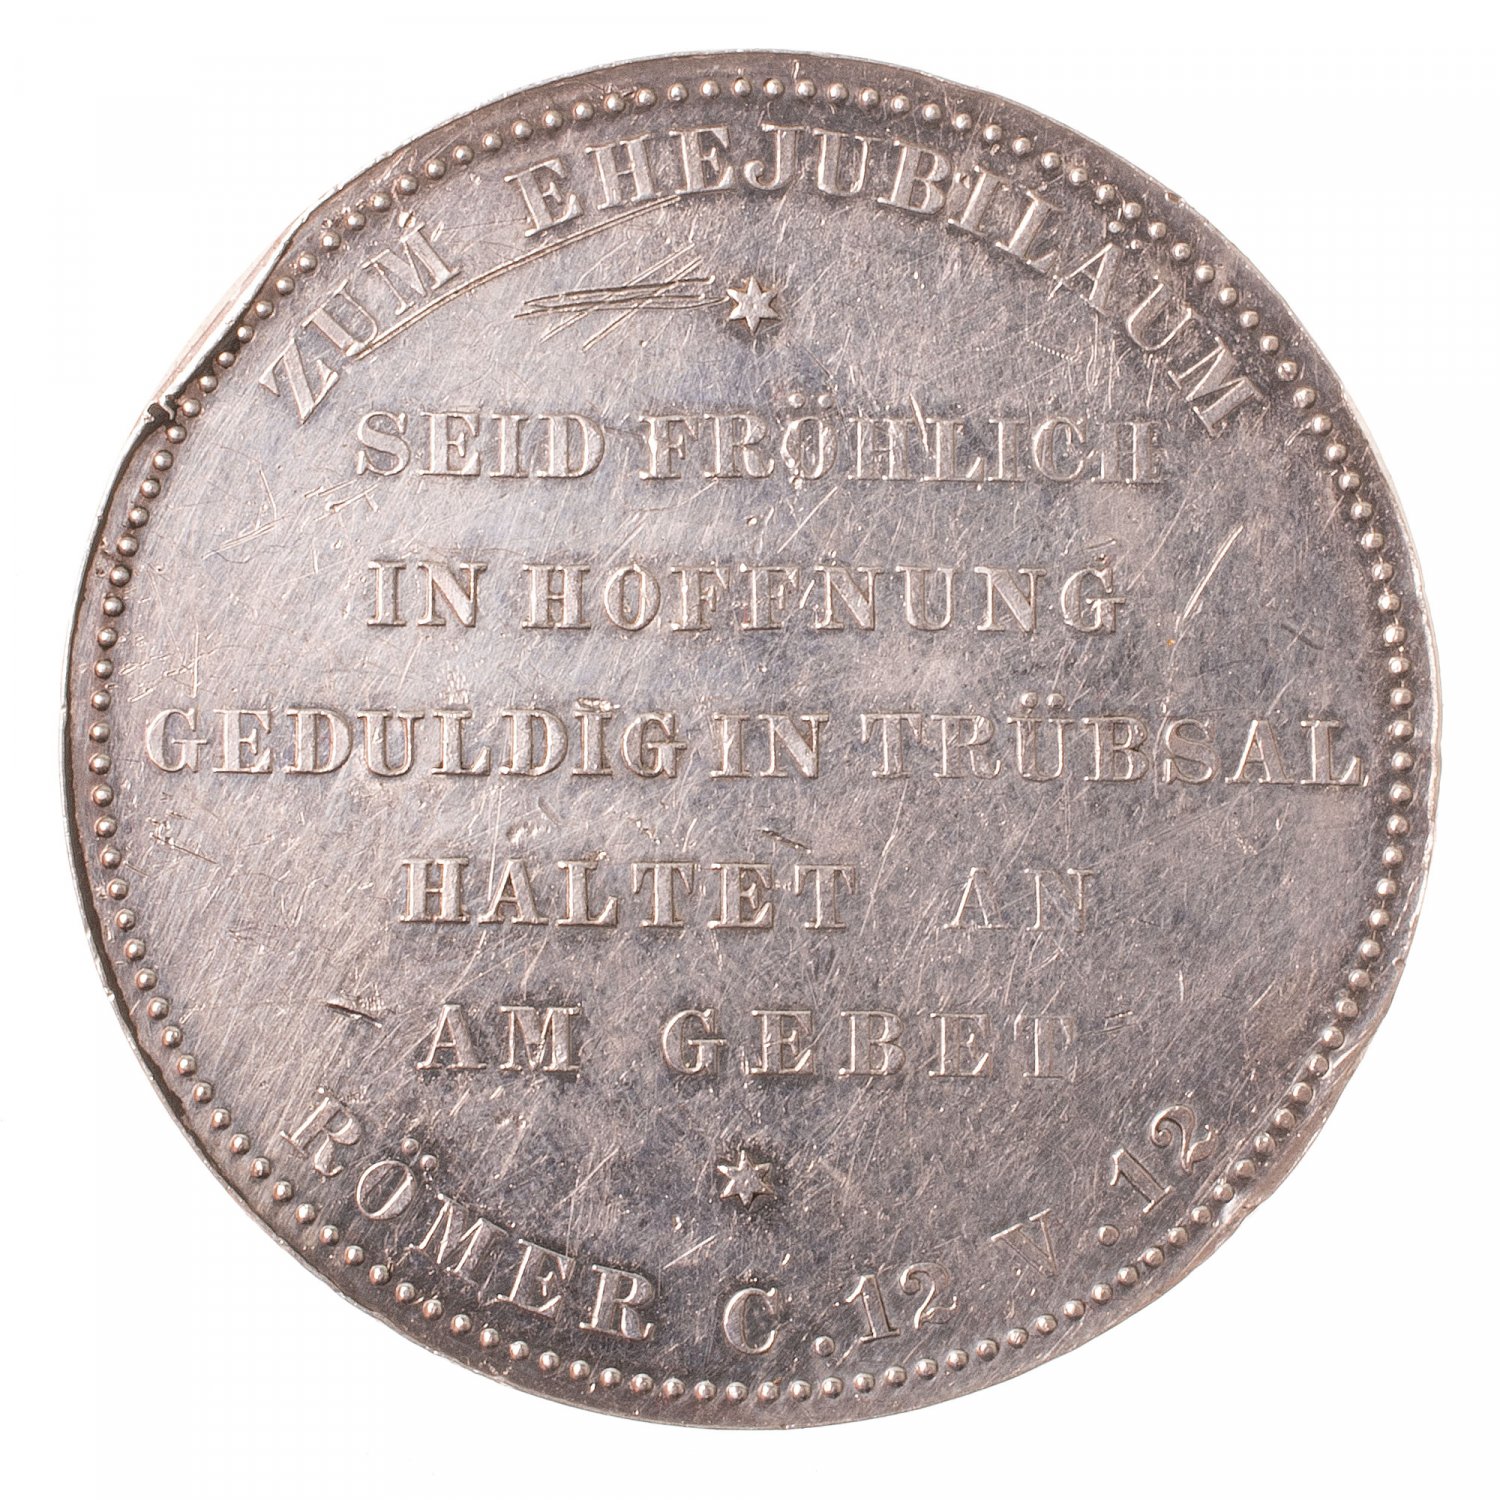 ZUM EHEJUBILÄUM
SEID FRÖHLICH
IN HOFFNUNG
GEDULDIG IN TRÜBSAL
HALTET AN
AM GEBET
RÖMER C. 12 V. 12